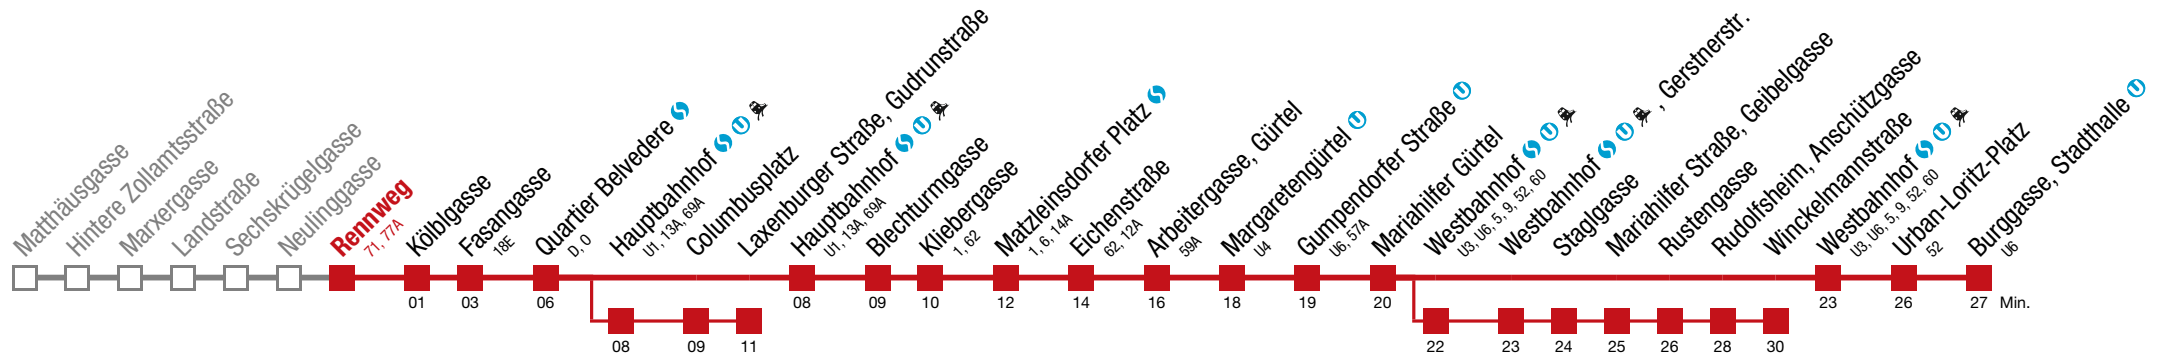 Matthäusgasse
Hintere Zollamtsstraße
Marxergasse
Landstraße
Sechskrügelgasse
Neulinggasse
Rennweg
71, 77A
Kölblgasse
Fasangasse
18E
Quartier Belvedere S
D, O
Hauptbahnhof S U
U1, 13A, 69A
Columbusplatz
Laxenburger Straße, Gudrunstraße
Hauptbahnhof S U
U1, 13A, 69A
Blechturmgasse
Kliebergasse
1, 62
Matzleinsdorfer Platz S
1, 6, 14A
Eichenstraße
62, 12A
Arbeitergasse, Gürtel
59A
Margaretengürtel U
U4
Gumpendorfer Straße U
U6, 57A
Mariahilfer Gürtel
Westbahnhof S U
U3, U6, 5, 9, 52, 60
Westbahnhof S U , Gerstnerstr.
Staglgasse
Mariahilfer Straße, Geibelgasse
Rustengasse
Rudolfsheim, Anschützgasse
Winckelmannstraße
Westbahnhof S U
U3, U6, 5, 9, 52, 60
Urban-Loritz-Platz
52
Burggasse, Stadthalle U
U6
01 03 06 08 09 10 12 14 16 18 19 20 23 26 27 Min.
08 09 11 22 23 24 25 26 28 30